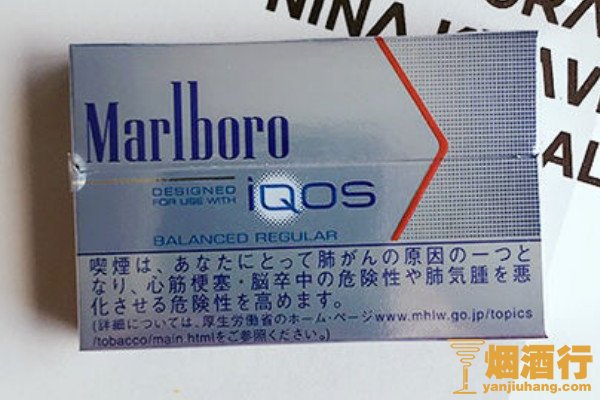 NINA
AL
Marlboro
DESIGNED
FOR USE WITH
iQOS
BALANCED REGULAR
喫煙は、あなたにとって肺がんの原因の一つと
なり、心筋梗塞・脳卒中の危険性や肺気腫を悪
化させる危険性を高めます。
(詳細については、厚生労働省のホーム・ページwww.mhlw.go.jp/topics
/tobacco/main htmlをご参照ください。)
烟酒行
yanjiuhang.com